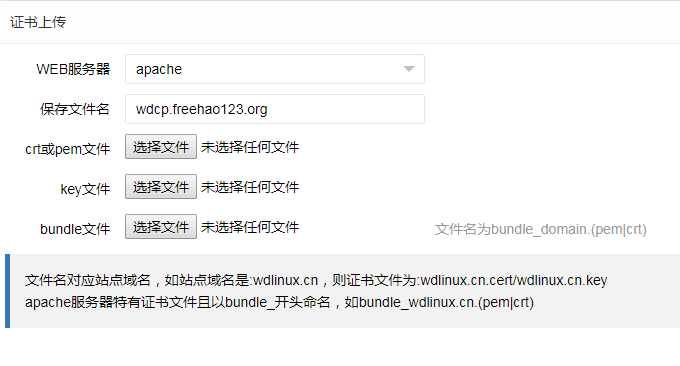 证书上传
WEB服务器 apache
保存文件名 wdcp.freehao123.org
crt或pem文件 选择文件 未选择任何文件
key文件 选择文件 未选择任何文件
bundle文件 选择文件 未选择任何文件 文件名为bundle_domain.(pem|crt)
文件名对应站点域名，如站点域名是:wdlinux.cn，则证书文件为:wdlinux.cn.cert/wdlinux.cn.key
apache服务器特有证书文件且以bundle_开头命名，如bundle_wdlinux.cn.(pem|crt)